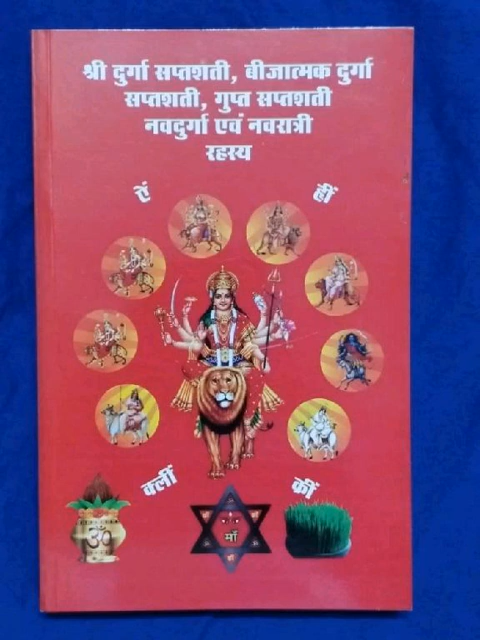 श्री दुर्गा सप्तशती, बीजात्मक दुर्गा
सप्तशती, गुप्त सप्तशती
नवदुर्गा एवं नवरात्री
रहस्य
ऐं
ह्रीं
क्लीं
क्रीं
ॐ
माँ